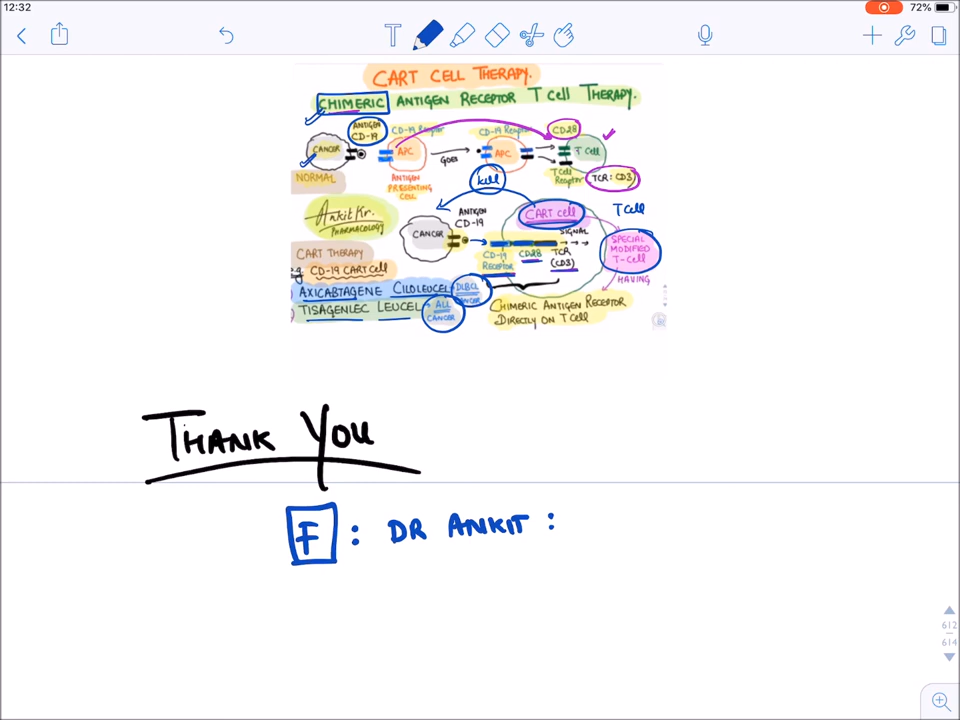 12:32
72%
T
CART CELL THERAPY.
CHIMERIC ANTIGEN RECEPTOR T CELL THERAPY.
ANTIGEN CD-19
CD-19 Receptor
CD-19 Receptor
CD28
CANCER
APC
GOES
APC
T Cell
NORMAL
ANTIGEN PRESENTING CELL
Kill
T Cell Receptor
TCR: CD3
Ankit Kr.
PHARMACOLOGY
CANCER
ANTIGEN CD-19
CART cell
T Cell
SIGNAL
CD-19 RECEPTOR
CD28
TCR (CD3)
SPECIAL MODIFIED T-CELL
HAVING
CART THERAPY
eg CD-19 CART Cell
AXICABTAGENE CILOLEUCEL
DLBCL CANCER
TISAGENLEC LEUCEL
ALL CANCER
CHIMERIC ANTIGEN RECEPTOR
DIRECTLY ON T CELL
THANK YOU
F : DR ANKIT :
612
614